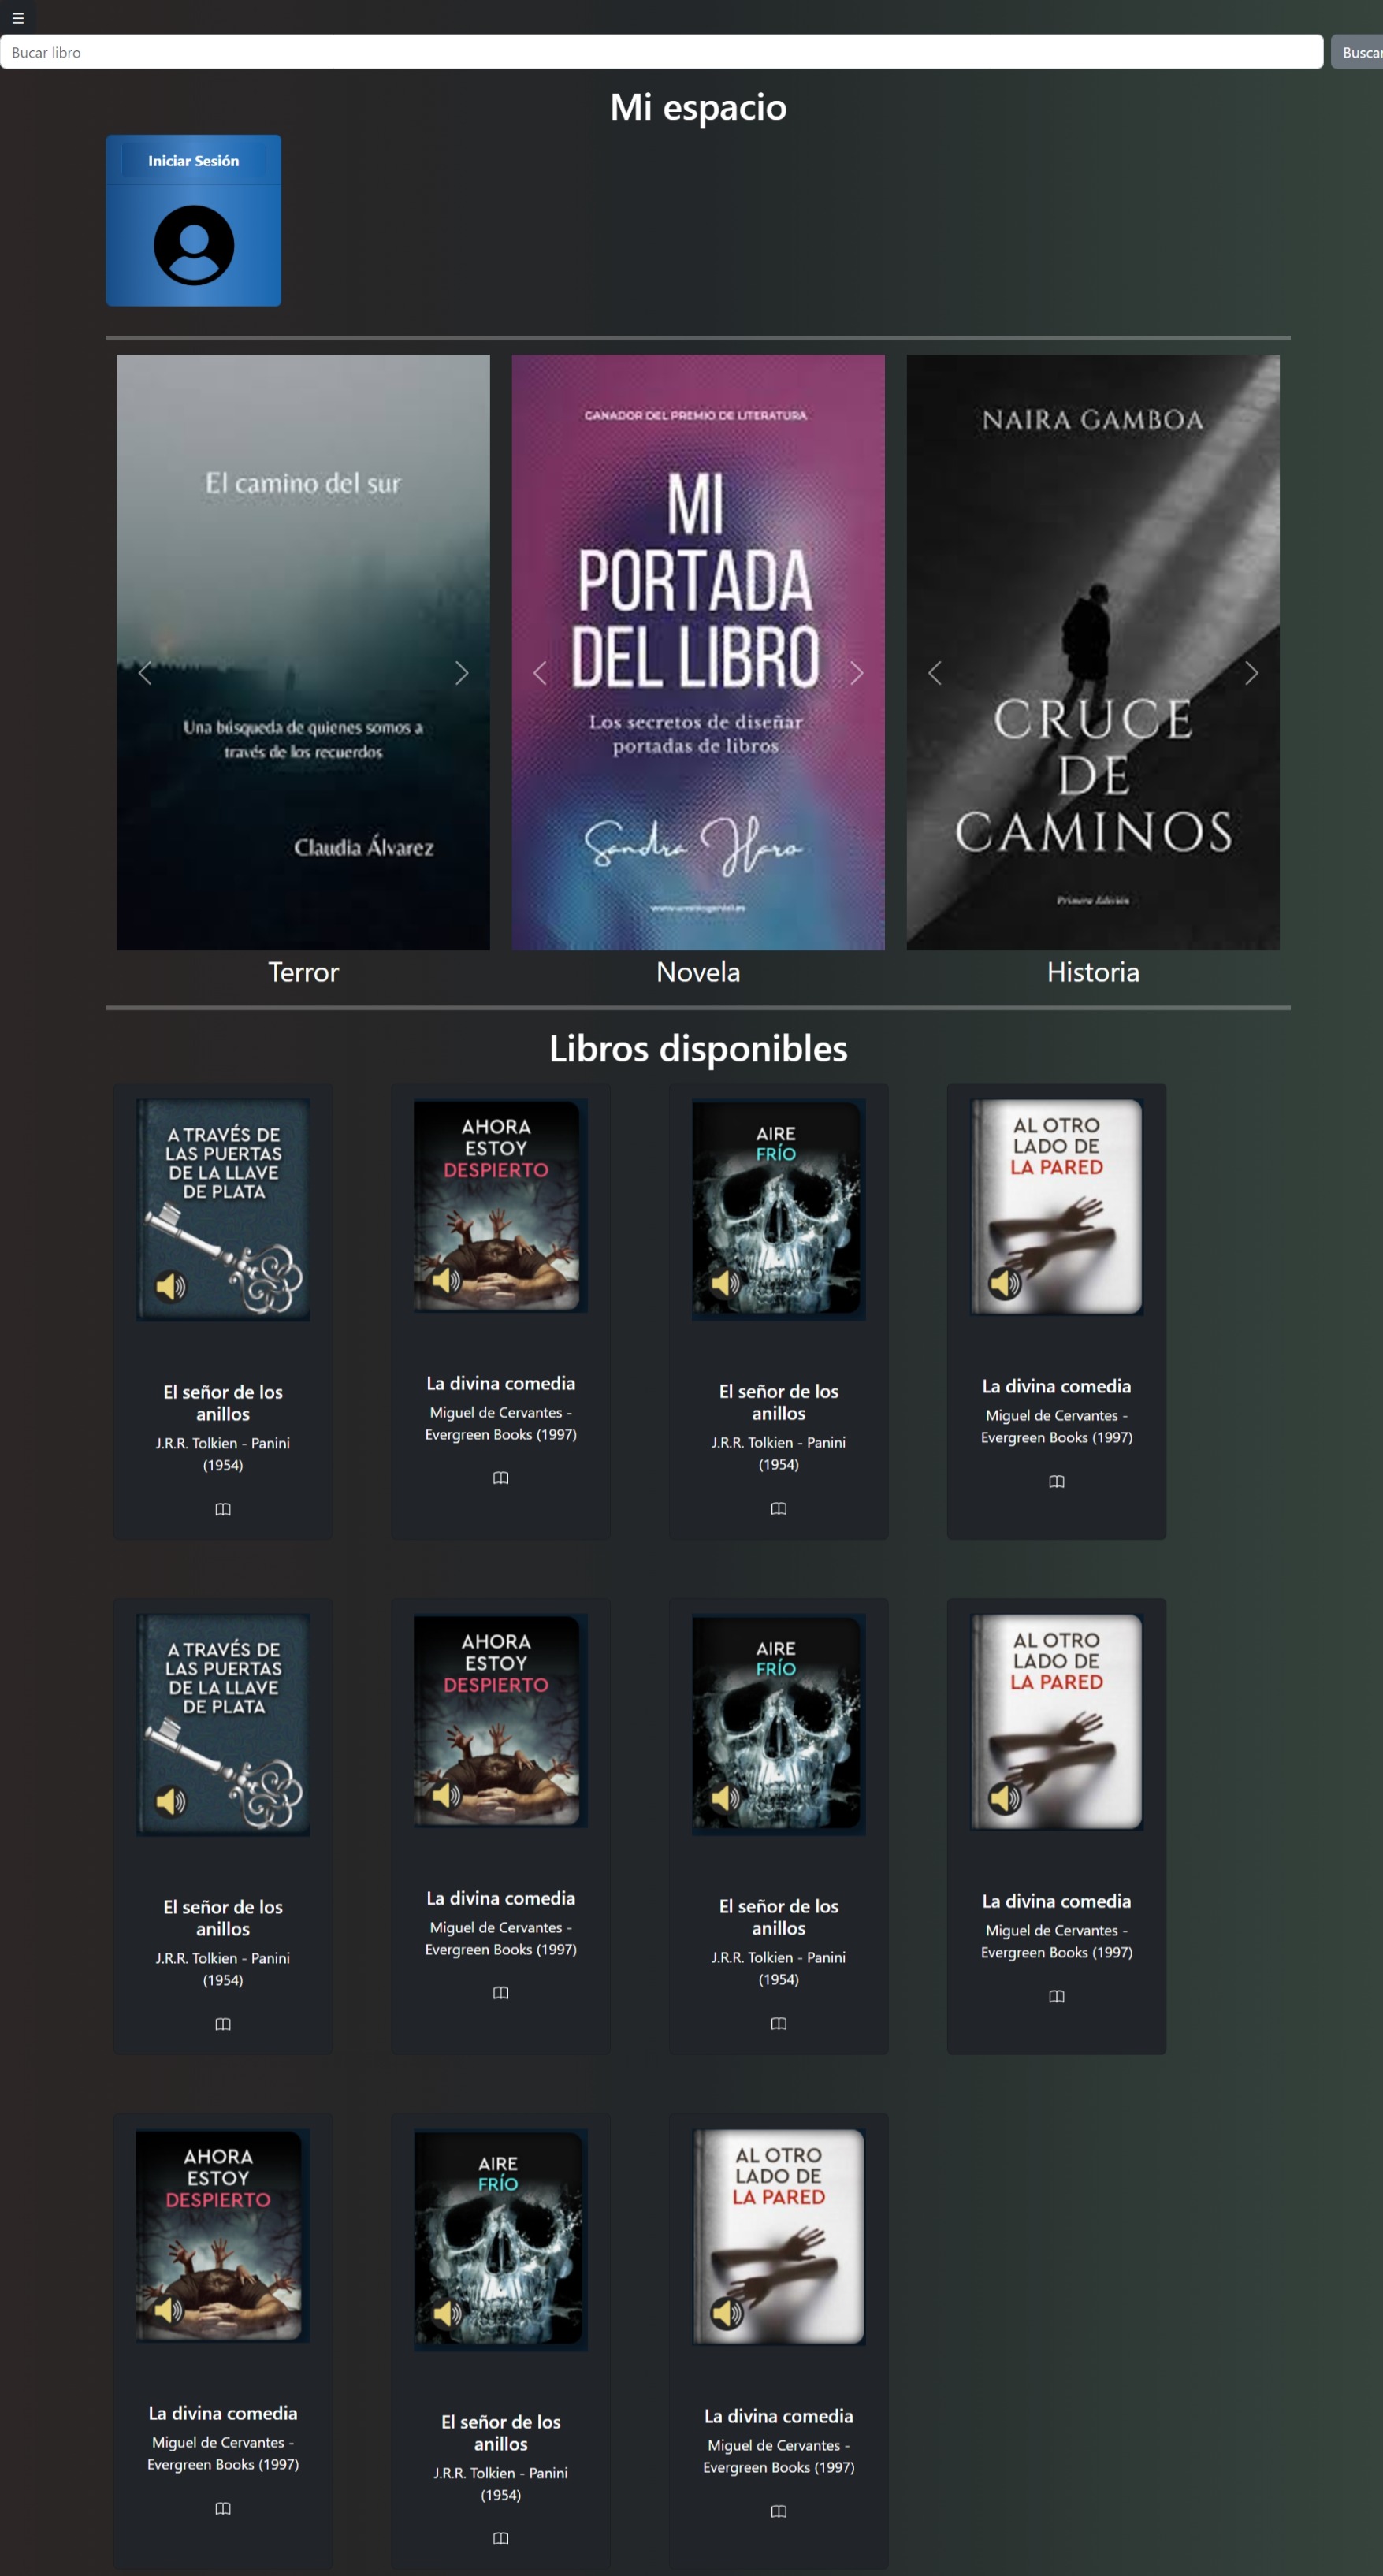 ☰
Bucar libro
Buscar
Mi espacio
Iniciar Sesión
El camino del sur
Una búsqueda de quienes somos a
través de los recuerdos
Claudia Álvarez
GANADOR DEL PREMIO DE LITERATURA
MI
PORTADA
DEL LIBRO
Los secretos de diseñar
portadas de libros
Sandra Haro
NAIRA GAMBOA
CRUCE
DE
CAMINOS
Primera Edición
Terror
Novela
Historia
Libros disponibles
A TRAVÉS DE
LAS PUERTAS
DE LA LLAVE
DE PLATA
El señor de los
anillos
J.R.R. Tolkien - Panini
(1954)
AHORA
ESTOY
DESPIERTO
La divina comedia
Miguel de Cervantes -
Evergreen Books (1997)
AIRE
FRÍO
El señor de los
anillos
J.R.R. Tolkien - Panini
(1954)
AL OTRO
LADO DE
LA PARED
La divina comedia
Miguel de Cervantes -
Evergreen Books (1997)
A TRAVÉS DE
LAS PUERTAS
DE LA LLAVE
DE PLATA
El señor de los
anillos
J.R.R. Tolkien - Panini
(1954)
AHORA
ESTOY
DESPIERTO
La divina comedia
Miguel de Cervantes -
Evergreen Books (1997)
AIRE
FRÍO
El señor de los
anillos
J.R.R. Tolkien - Panini
(1954)
AL OTRO
LADO DE
LA PARED
La divina comedia
Miguel de Cervantes -
Evergreen Books (1997)
AHORA
ESTOY
DESPIERTO
La divina comedia
Miguel de Cervantes -
Evergreen Books (1997)
AIRE
FRÍO
El señor de los
anillos
J.R.R. Tolkien - Panini
(1954)
AL OTRO
LADO DE
LA PARED
La divina comedia
Miguel de Cervantes -
Evergreen Books (1997)